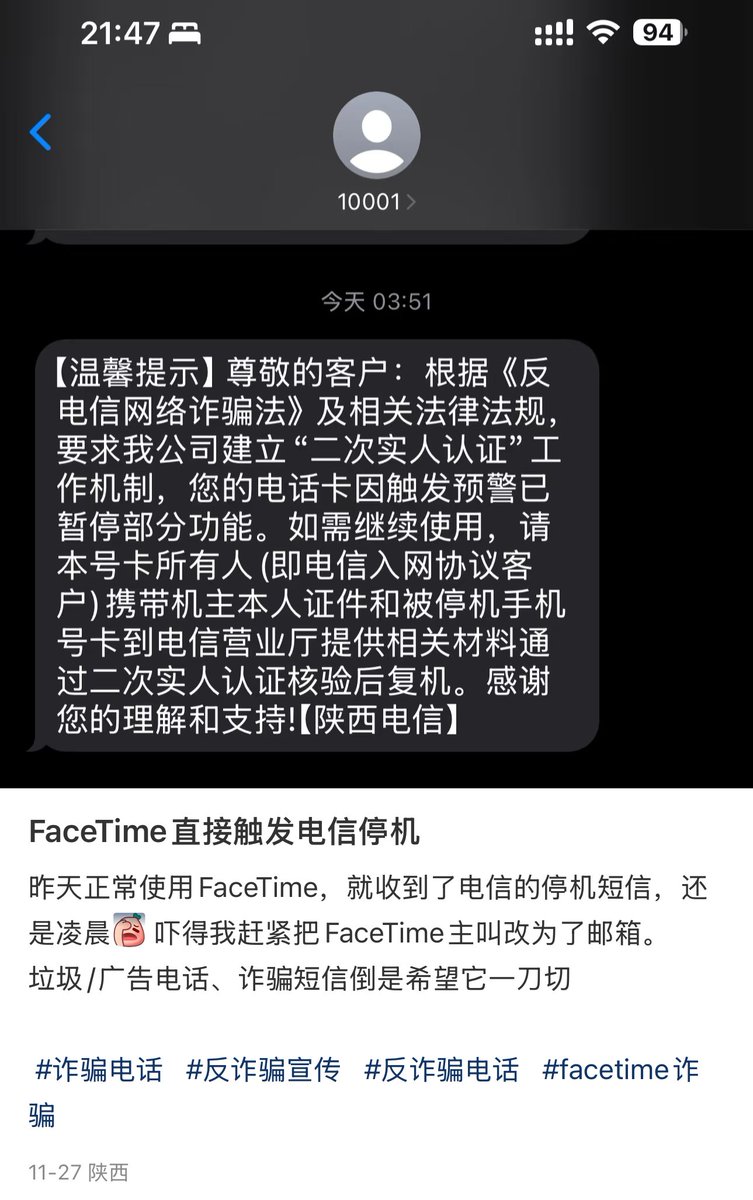 21:47
94
10001
今天 03:51
【温馨提示】尊敬的客户：根据《反
电信网络诈骗法》及相关法律法规，
要求我公司建立“二次实人认证”工
作机制，您的电话卡因触发预警已
暂停部分功能。如需继续使用，请
本号卡所有人(即电信入网协议客
户)携带机主本人证件和被停机手机
号卡到电信营业厅提供相关材料通
过二次实人认证核验后复机。感谢
您的理解和支持!【陕西电信】
FaceTime直接触发电信停机
昨天正常使用FaceTime，就收到了电信的停机短信，还
是凌晨 吓得我赶紧把FaceTime主叫改为了邮箱。
垃圾/广告电话、诈骗短信倒是希望它一刀切
#诈骗电话 #反诈骗宣传 #反诈骗电话 #facetime诈
骗
11-27 陕西